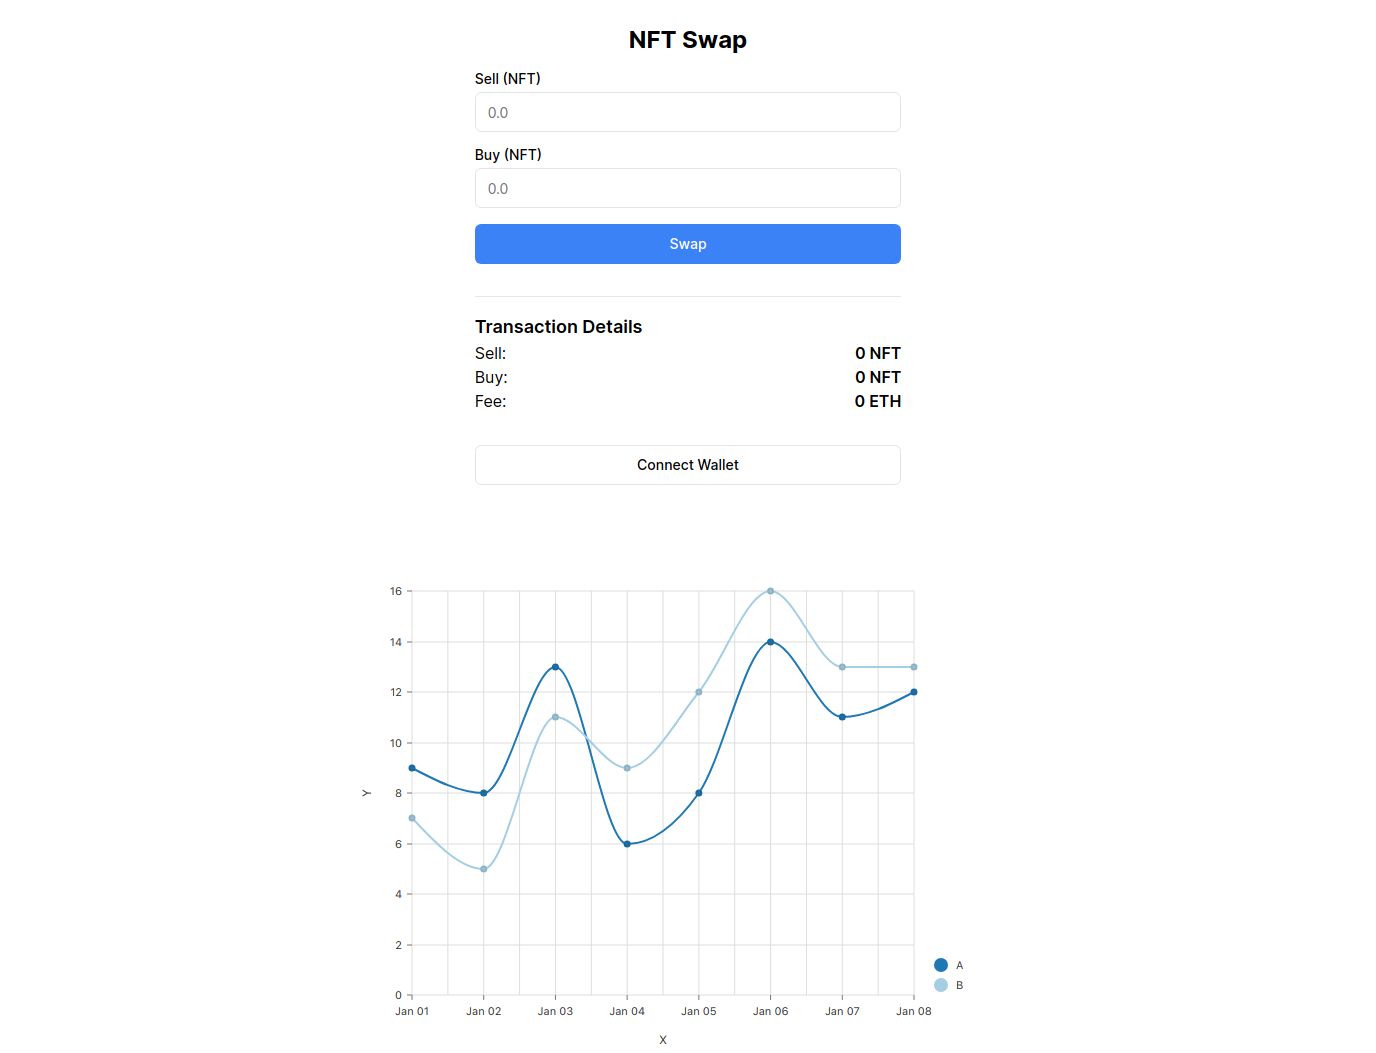 NFT Swap
Sell (NFT)
0.0
Buy (NFT)
0.0
Swap
Transaction Details
Sell: 0 NFT
Buy: 0 NFT
Fee: 0 ETH
Connect Wallet
16
14
12
10
8
6
4
2
0
Y
Jan 01 Jan 02 Jan 03 Jan 04 Jan 05 Jan 06 Jan 07 Jan 08
X
A
B